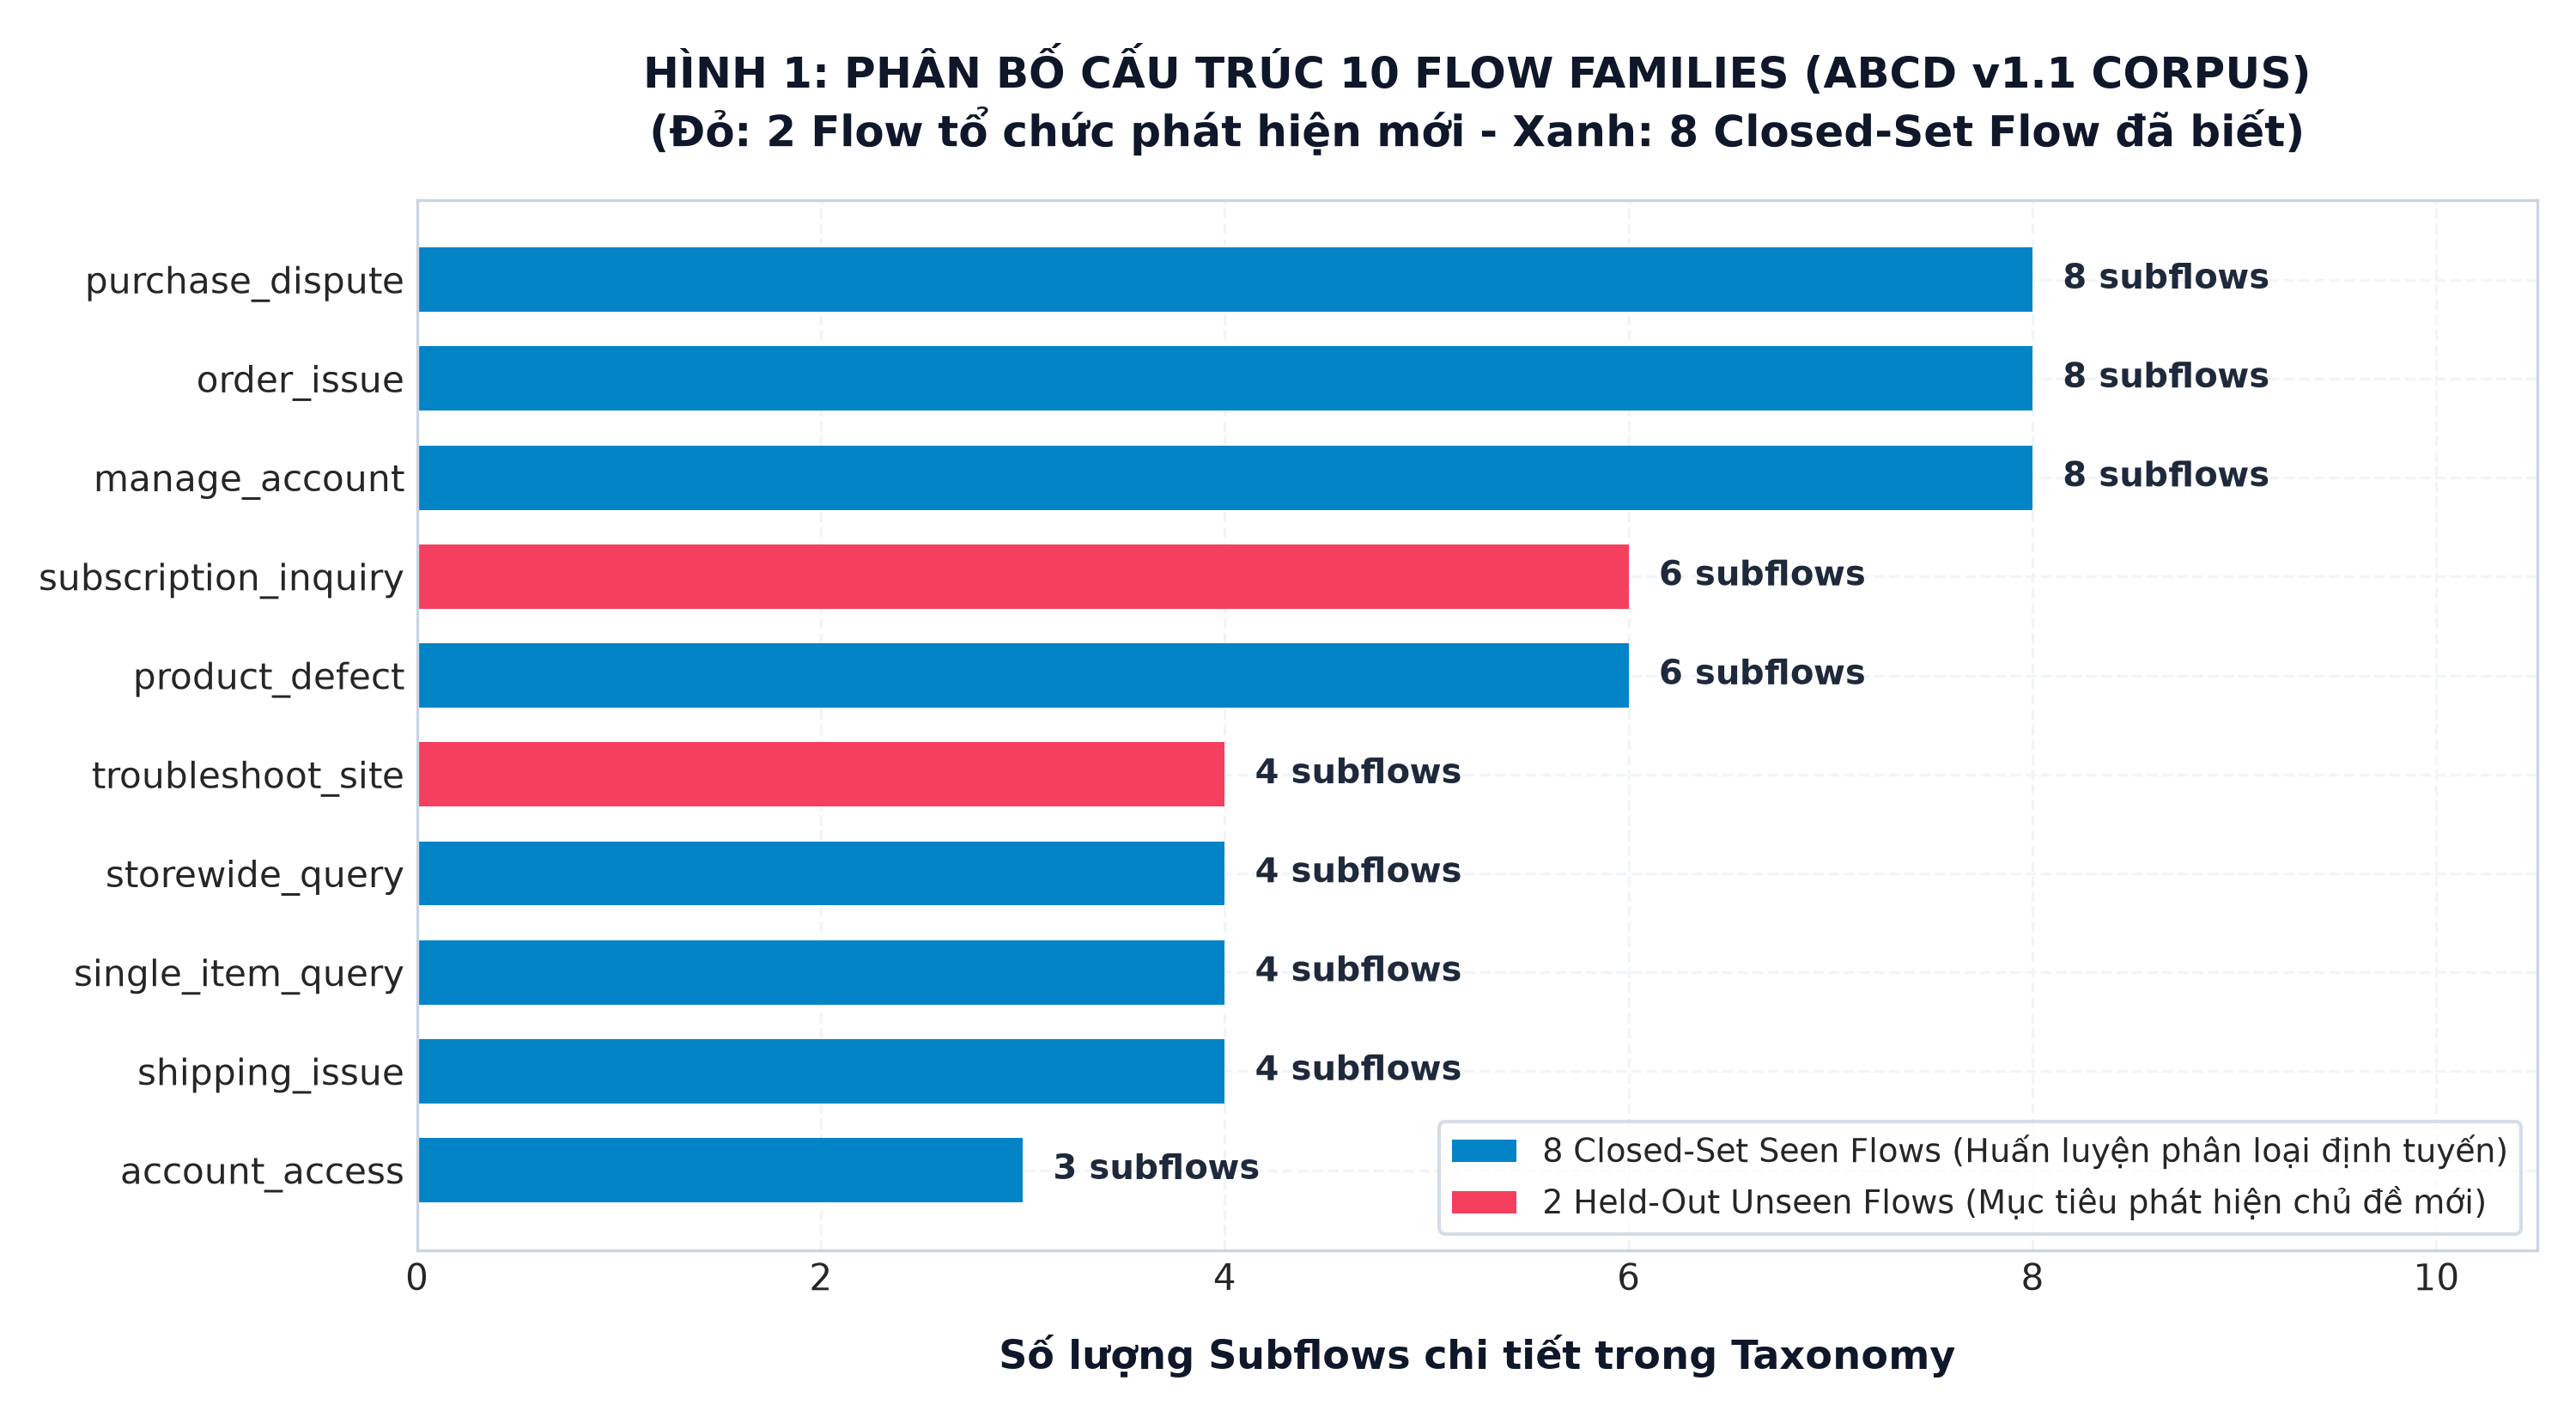 HÌNH 1: PHÂN BỐ CẤU TRÚC 10 FLOW FAMILIES (ABCD v1.1 CORPUS)
(Đỏ: 2 Flow tổ chức phát hiện mới - Xanh: 8 Closed-Set Flow đã biết)
purchase_dispute 8 subflows
order_issue 8 subflows
manage_account 8 subflows
subscription_inquiry 6 subflows
product_defect 6 subflows
troubleshoot_site 4 subflows
storewide_query 4 subflows
single_item_query 4 subflows
shipping_issue 4 subflows
account_access 3 subflows
8 Closed-Set Seen Flows (Huấn luyện phân loại định tuyến)
2 Held-Out Unseen Flows (Mục tiêu phát hiện chủ đề mới)
0 2 4 6 8 10
Số lượng Subflows chi tiết trong Taxonomy